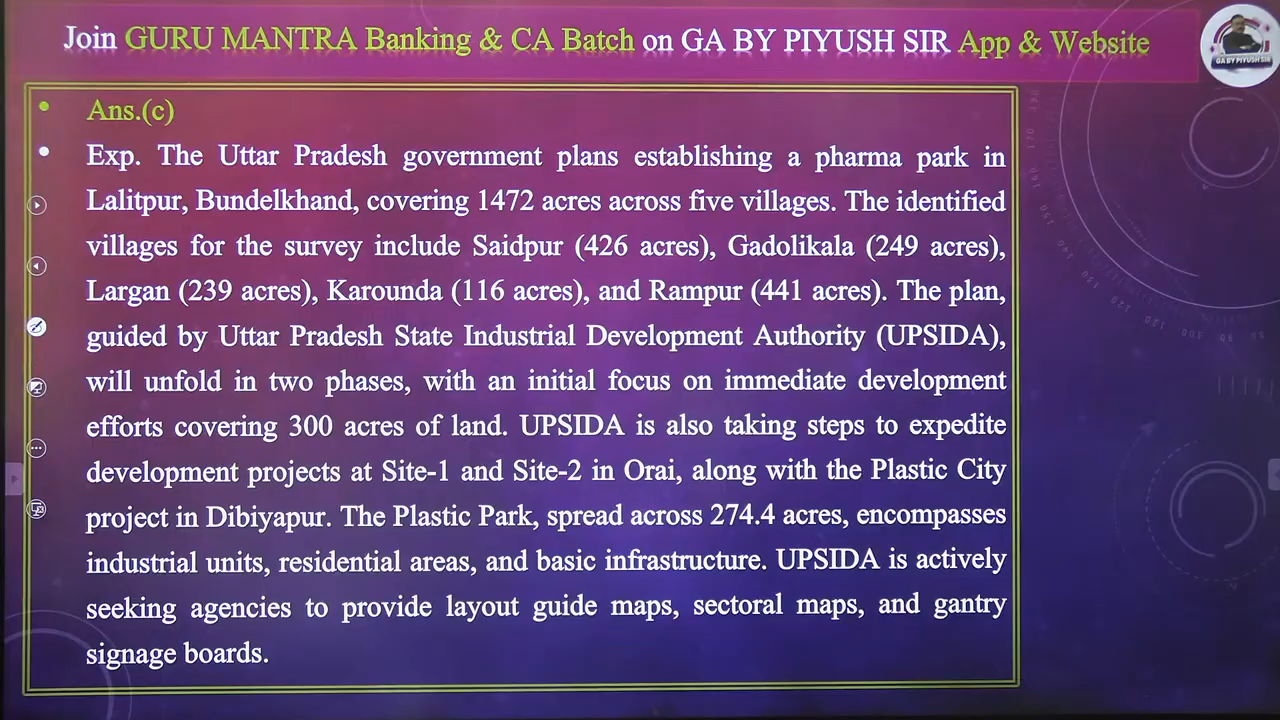 Join GURU MANTRA Banking & CA Batch on GA BY PIYUSH SIR App & Website
GA BY PIYUSH SIR
Ans.(c)
Exp. The Uttar Pradesh government plans establishing a pharma park in
Lalitpur, Bundelkhand, covering 1472 acres across five villages. The identified
villages for the survey include Saidpur (426 acres), Gadolikala (249 acres),
Largan (239 acres), Karounda (116 acres), and Rampur (441 acres). The plan,
guided by Uttar Pradesh State Industrial Development Authority (UPSIDA),
will unfold in two phases, with an initial focus on immediate development
efforts covering 300 acres of land. UPSIDA is also taking steps to expedite
development projects at Site-1 and Site-2 in Orai, along with the Plastic City
project in Dibiyapur. The Plastic Park, spread across 274.4 acres, encompasses
industrial units, residential areas, and basic infrastructure. UPSIDA is actively
seeking agencies to provide layout guide maps, sectoral maps, and gantry
signage boards.